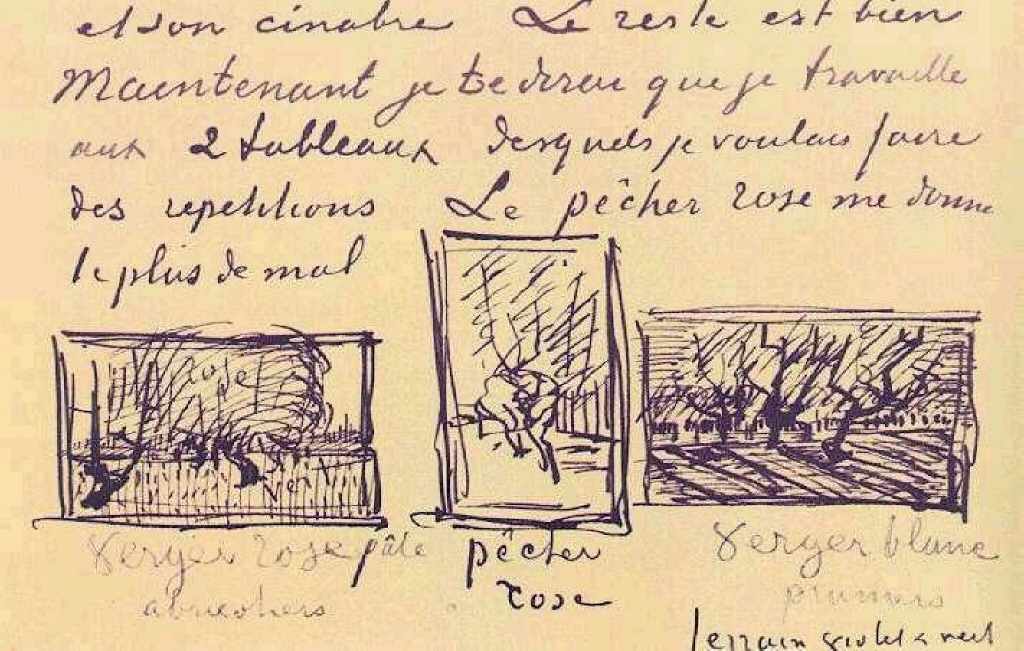 et son cinabre Le reste est bien
Maintenant je te dirai que je travaille
aux 2 tableaux desquels je voulais faire
des repetitions Le pêcher rose me donne
le plus de mal
rose
vert
verger rose pâle
abricotiers
pêcher
rose
verger blanc
pruniers
terrain violet & vert